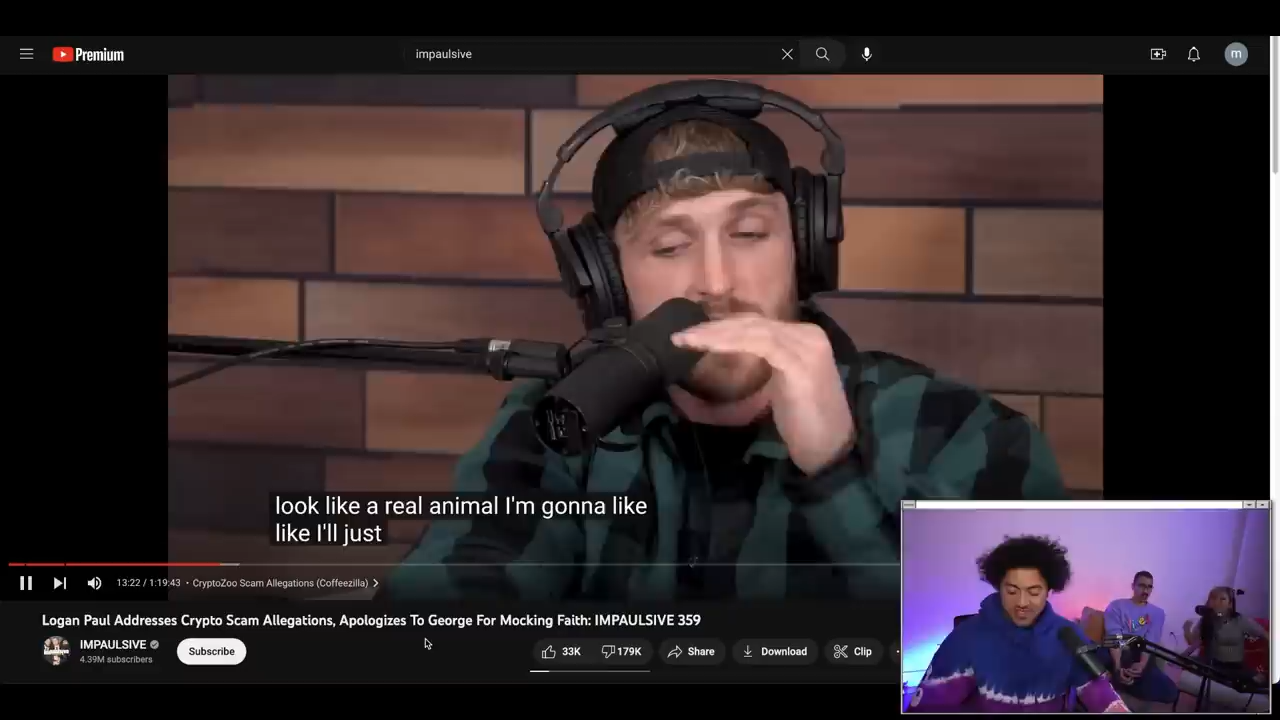 Premium
impaulsive
m
look like a real animal I'm gonna like
like I'll just
13:22 / 1:19:43 • CryptoZoo Scam Allegations (Coffeezilla)
Logan Paul Addresses Crypto Scam Allegations, Apologizes To George For Mocking Faith: IMPAULSIVE 359
IMPAULSIVE
4.39M subscribers
Subscribe
33K
179K
Share
Download
Clip